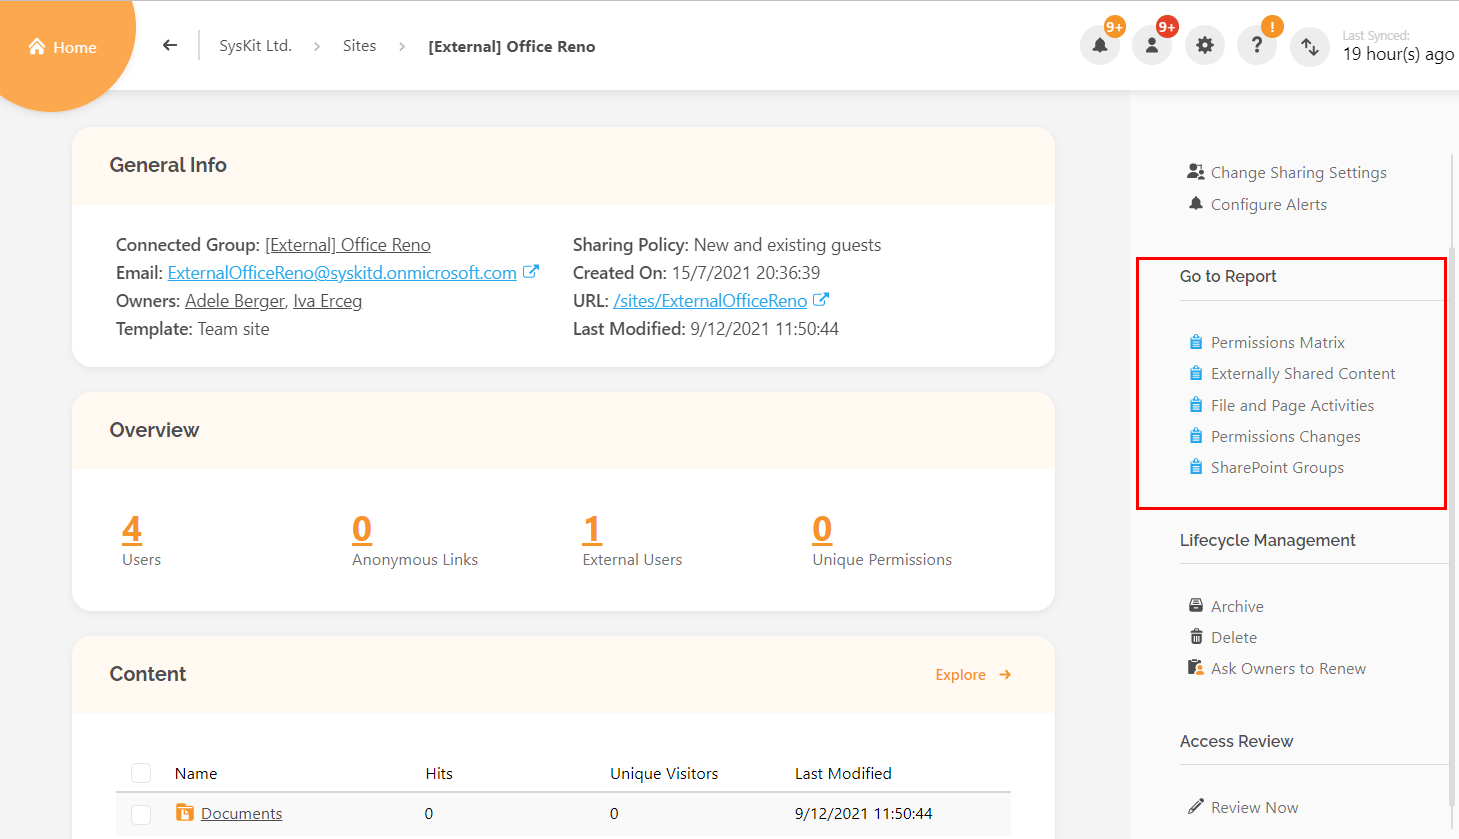 Home
SysKit Ltd. > Sites > [External] Office Reno
9+
9+
?
!
Last Synced:
19 hour(s) ago
General Info
Connected Group: [External] Office Reno
Email: ExternalOfficeReno@syskitd.onmicrosoft.com
Owners: Adele Berger, Iva Erceg
Template: Team site
Sharing Policy: New and existing guests
Created On: 15/7/2021 20:36:39
URL: /sites/ExternalOfficeReno
Last Modified: 9/12/2021 11:50:44
Overview
4
Users
0
Anonymous Links
1
External Users
0
Unique Permissions
Content
Explore
Name Hits Unique Visitors Last Modified
Documents 0 0 9/12/2021 11:50:44
Change Sharing Settings
Configure Alerts
Go to Report
Permissions Matrix
Externally Shared Content
File and Page Activities
Permissions Changes
SharePoint Groups
Lifecycle Management
Archive
Delete
Ask Owners to Renew
Access Review
Review Now